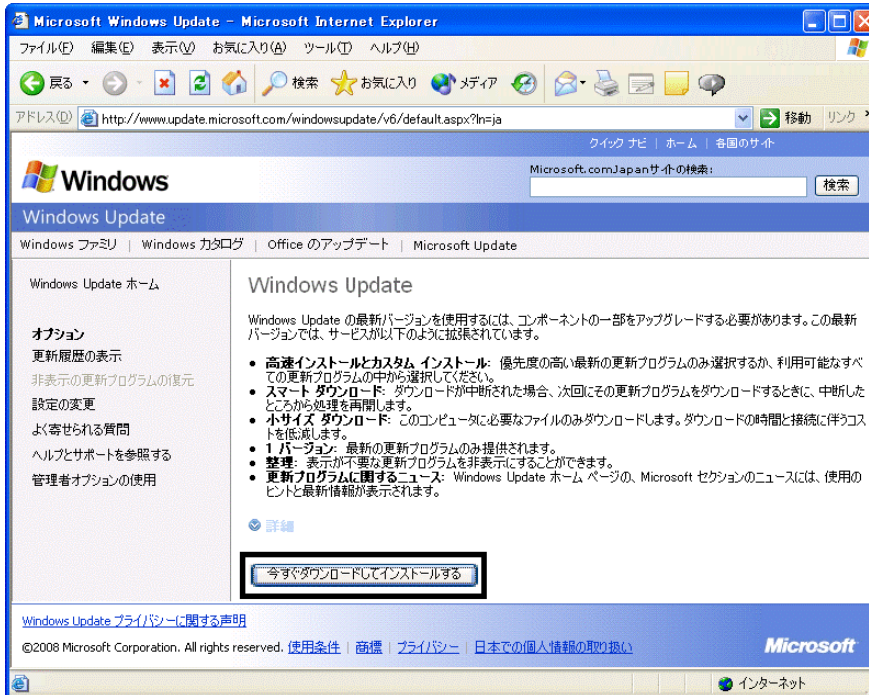 Microsoft Windows Update - Microsoft Internet Explorer
ファイル(F) 編集(E) 表示(V) お気に入り(A) ツール(T) ヘルプ(H)
戻る 検索 お気に入り メディア
アドレス(D) http://www.update.microsoft.com/windowsupdate/v6/default.aspx?ln=ja 移動 リンク »
クイック ナビ | ホーム | 各国のサイト
Microsoft.comJapanサイトの検索:
Windows 検索
Windows Update
Windows ファミリ | Windows カタログ | Office のアップデート | Microsoft Update
Windows Update ホーム
オプション
更新履歴の表示
非表示の更新プログラムの復元
設定の変更
よく寄せられる質問
ヘルプとサポートを参照する
管理者オプションの使用
Windows Update
Windows Update の最新バージョンを使用するには、コンポーネントの一部をアップグレードする必要があります。この最新
バージョンでは、サービスが以下のように拡張されています。
• 高速インストールとカスタム インストール: 優先度の高い最新の更新プログラムのみ選択するか、利用可能なすべ
ての更新プログラムの中から選択してください。
• スマート ダウンロード: ダウンロードが中断された場合、次回にその更新プログラムをダウンロードするときに、中断した
ところから処理を再開します。
• 小サイズ ダウンロード: このコンピュータに必要なファイルのみダウンロードします。ダウンロードの時間と接続に伴うコス
トを低減します。
• 1 バージョン: 最新の更新プログラムのみ提供されます。
• 整理: 表示が不要な更新プログラムを非表示にすることができます。
• 更新プログラムに関するニュース: Windows Update ホーム ページの、Microsoft セクションのニュースには、使用の
ヒントと最新情報が表示されます。
詳細
今すぐダウンロードしてインストールする
Windows Update プライバシーに関する声明
©2008 Microsoft Corporation. All rights reserved. 使用条件 | 商標 | プライバシー | 日本での個人情報の取り扱い
Microsoft
インターネット